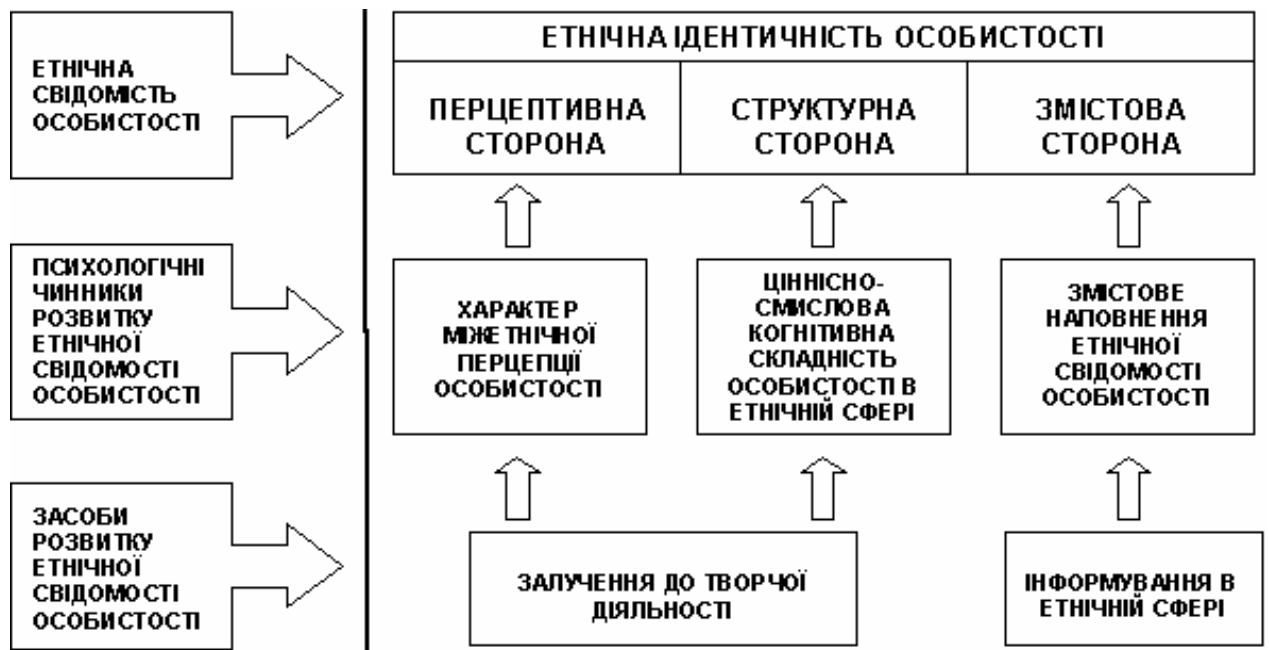 ЕТНІЧНА
СВІДОМІСТЬ
ОСОБИСТОСТІ
ЕТНІЧНА ІДЕНТИЧНІСТЬ ОСОБИСТОСТІ
ПЕРЦЕПТИВНА
СТОРОНА
СТРУКТУРНА
СТОРОНА
ЗМІСТОВА
СТОРОНА
ПСИХОЛОГІЧНІ
ЧИННИКИ
РОЗВИТКУ
ЕТНІЧНОЇ
СВІДОМОСТІ
ОСОБИСТОСТІ
ХАРАКТЕР
МІЖЕТНІЧНОЇ
ПЕРЦЕПЦІЇ
ОСОБИСТОСТІ
ЦІННІСНО-
СМИСЛОВА
КОГНІТИВНА
СКЛАДНІСТЬ
ОСОБИСТОСТІ В
ЕТНІЧНІЙ СФЕРІ
ЗМІСТОВЕ
НАПОВНЕННЯ
ЕТНІЧНОЇ
СВІДОМОСТІ
ОСОБИСТОСТІ
ЗАСОБИ
РОЗВИТКУ
ЕТНІЧНОЇ
СВІДОМОСТІ
ОСОБИСТОСТІ
ЗАЛУЧЕННЯ ДО ТВОРЧОЇ
ДІЯЛЬНОСТІ
ІНФОРМУВАННЯ В
ЕТНІЧНІЙ СФЕРІ